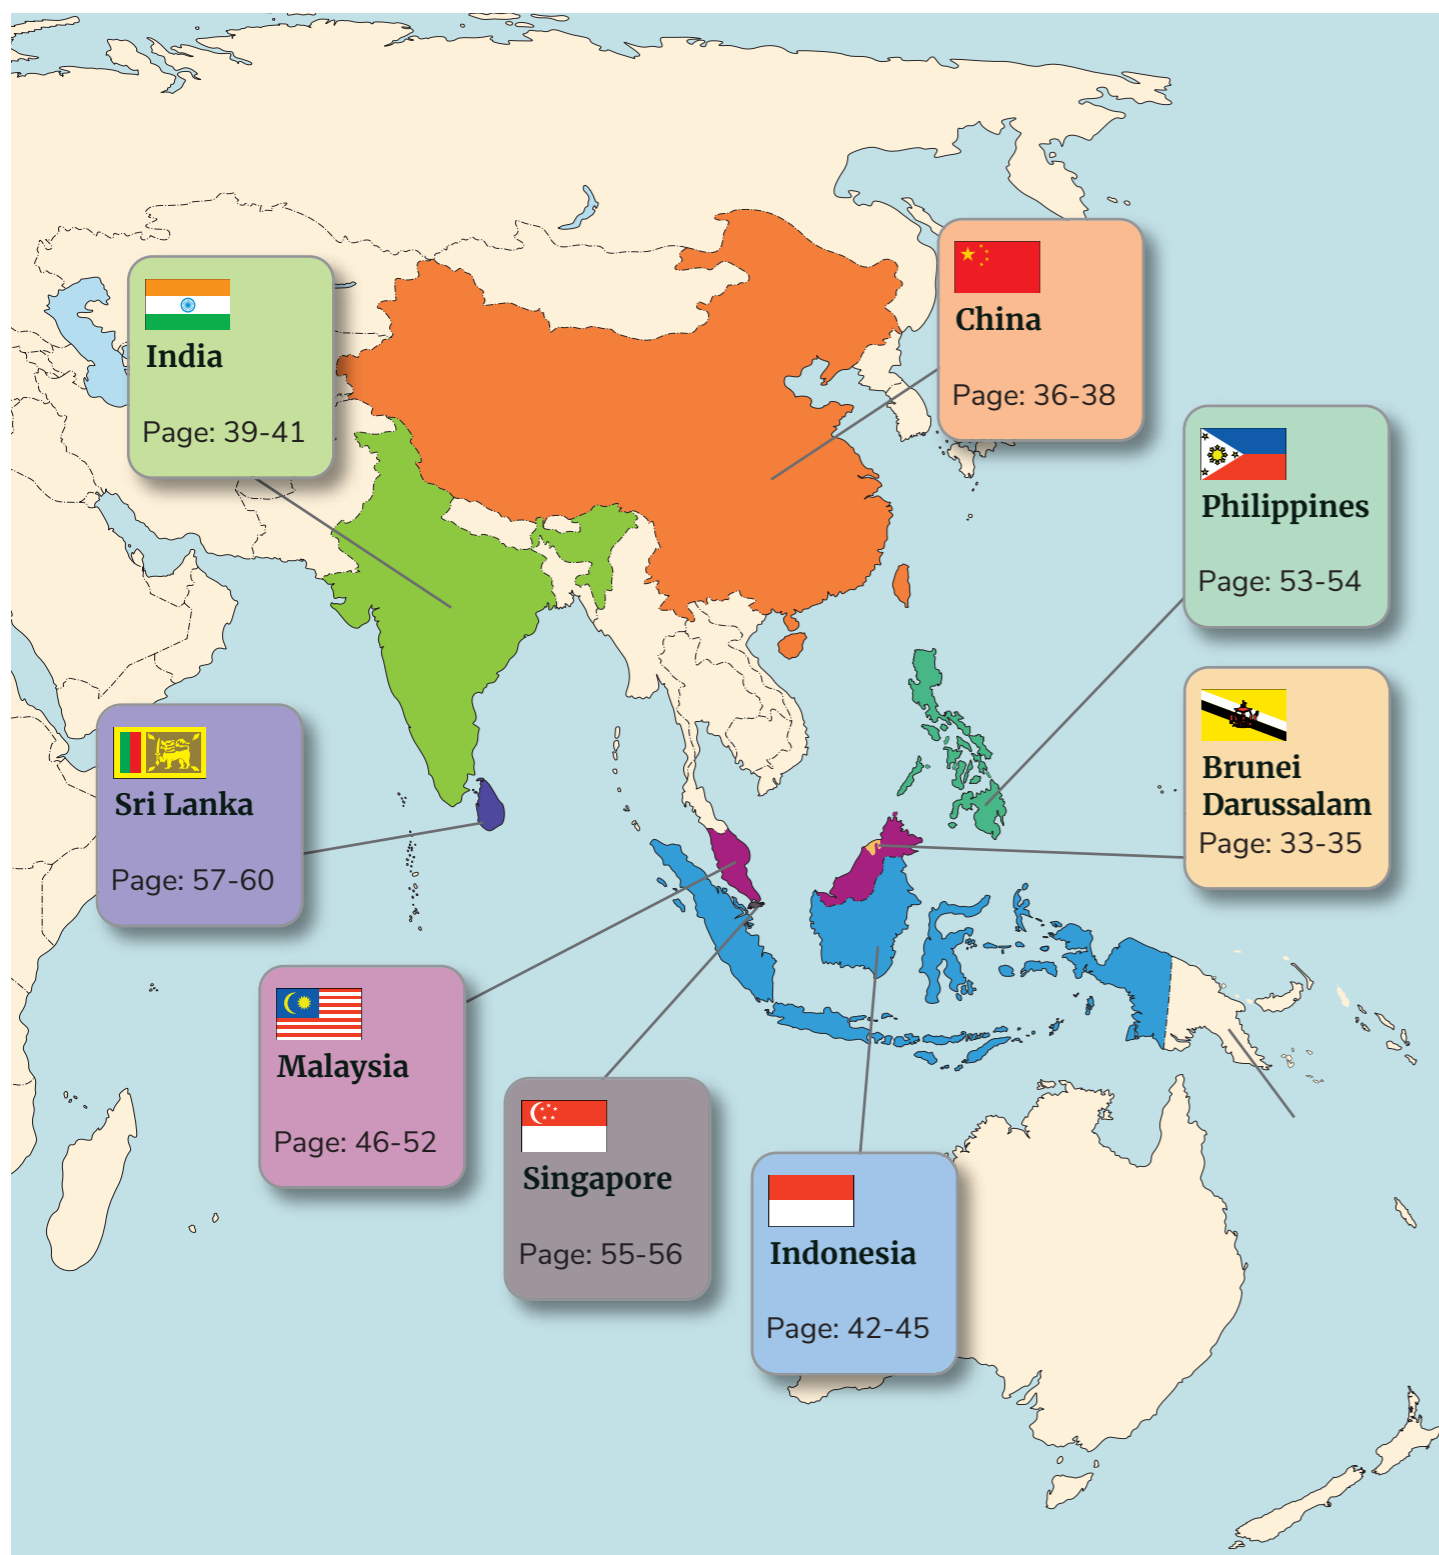 China
Page: 36-38
India
Page: 39-41
Philippines
Page: 53-54
Brunei
Darussalam
Page: 33-35
Sri Lanka
Page: 57-60
Malaysia
Page: 46-52
Singapore
Page: 55-56
Indonesia
Page: 42-45